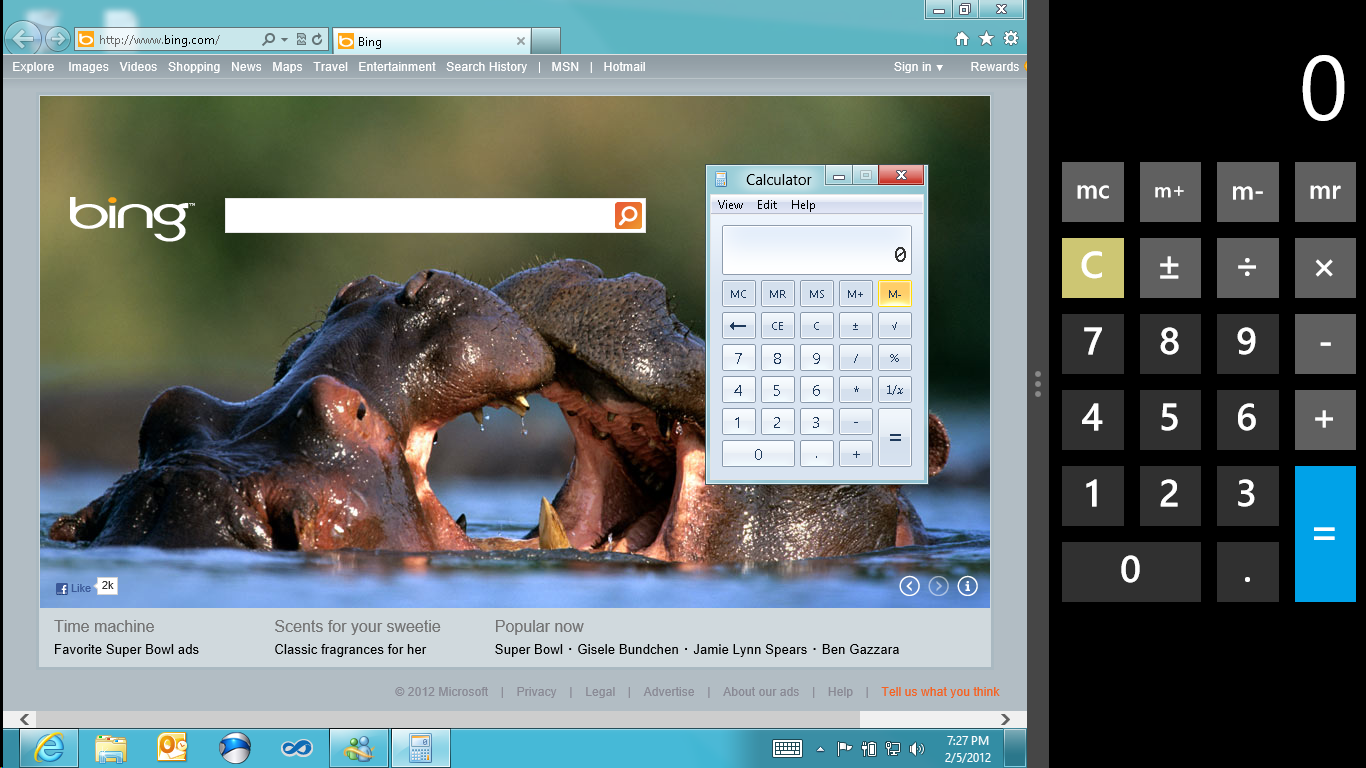 http://www.bing.com/
Bing
Explore Images Videos Shopping News Maps Travel Entertainment Search History | MSN | Hotmail Sign in ▾ Rewards
bing™
Calculator
View Edit Help
0
MC MR MS M+ M-
← CE C ± √
7 8 9 / %
4 5 6 * 1/x
1 2 3 - =
0 . +
Like 2k
Time machine
Favorite Super Bowl ads
Scents for your sweetie
Classic fragrances for her
Popular now
Super Bowl · Gisele Bundchen · Jamie Lynn Spears · Ben Gazzara
© 2012 Microsoft | Privacy | Legal | Advertise | About our ads | Help | Tell us what you think
7:27 PM
2/5/2012
0
mc m+ m- mr
C ± ÷ ×
7 8 9 -
4 5 6 +
1 2 3 =
0 .